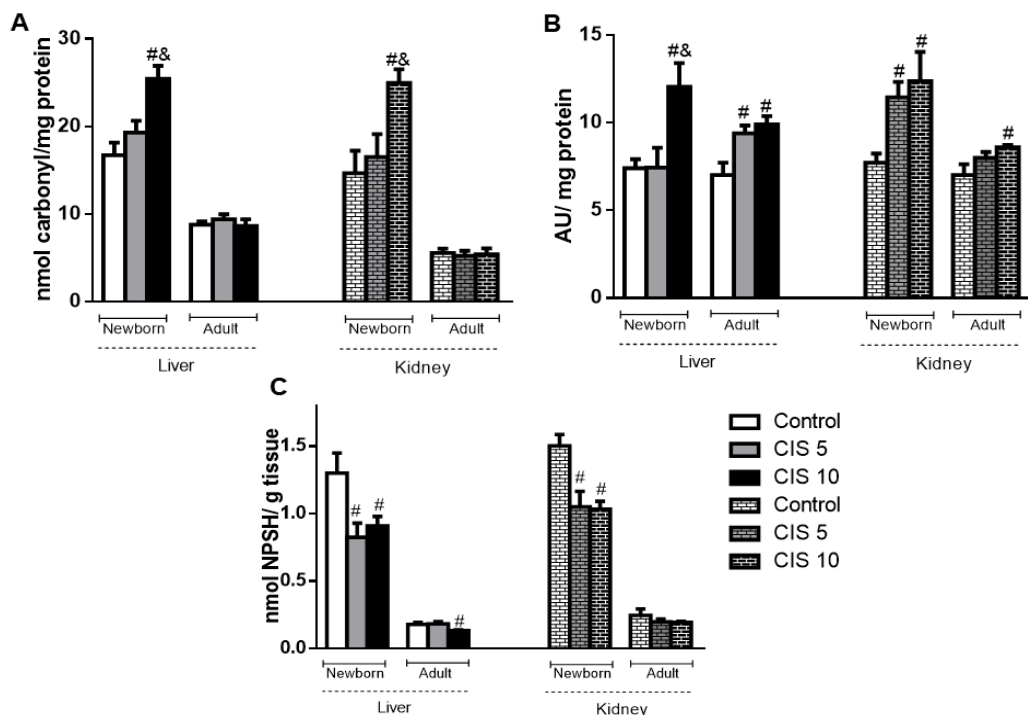 A
nmol carbonyl/mg protein
30
20
10
0
#&
#&
Newborn
Adult
Newborn
Adult
Liver
Kidney
B
AU/ mg protein
15
10
5
0
#&
#
#
#
#
#
Newborn
Adult
Newborn
Adult
Liver
Kidney
C
nmol NPSH/ g tissue
1.5
1.0
0.5
0.0
#
#
#
#
#
Newborn
Adult
Newborn
Adult
Liver
Kidney
Control
CIS 5
CIS 10
Control
CIS 5
CIS 10